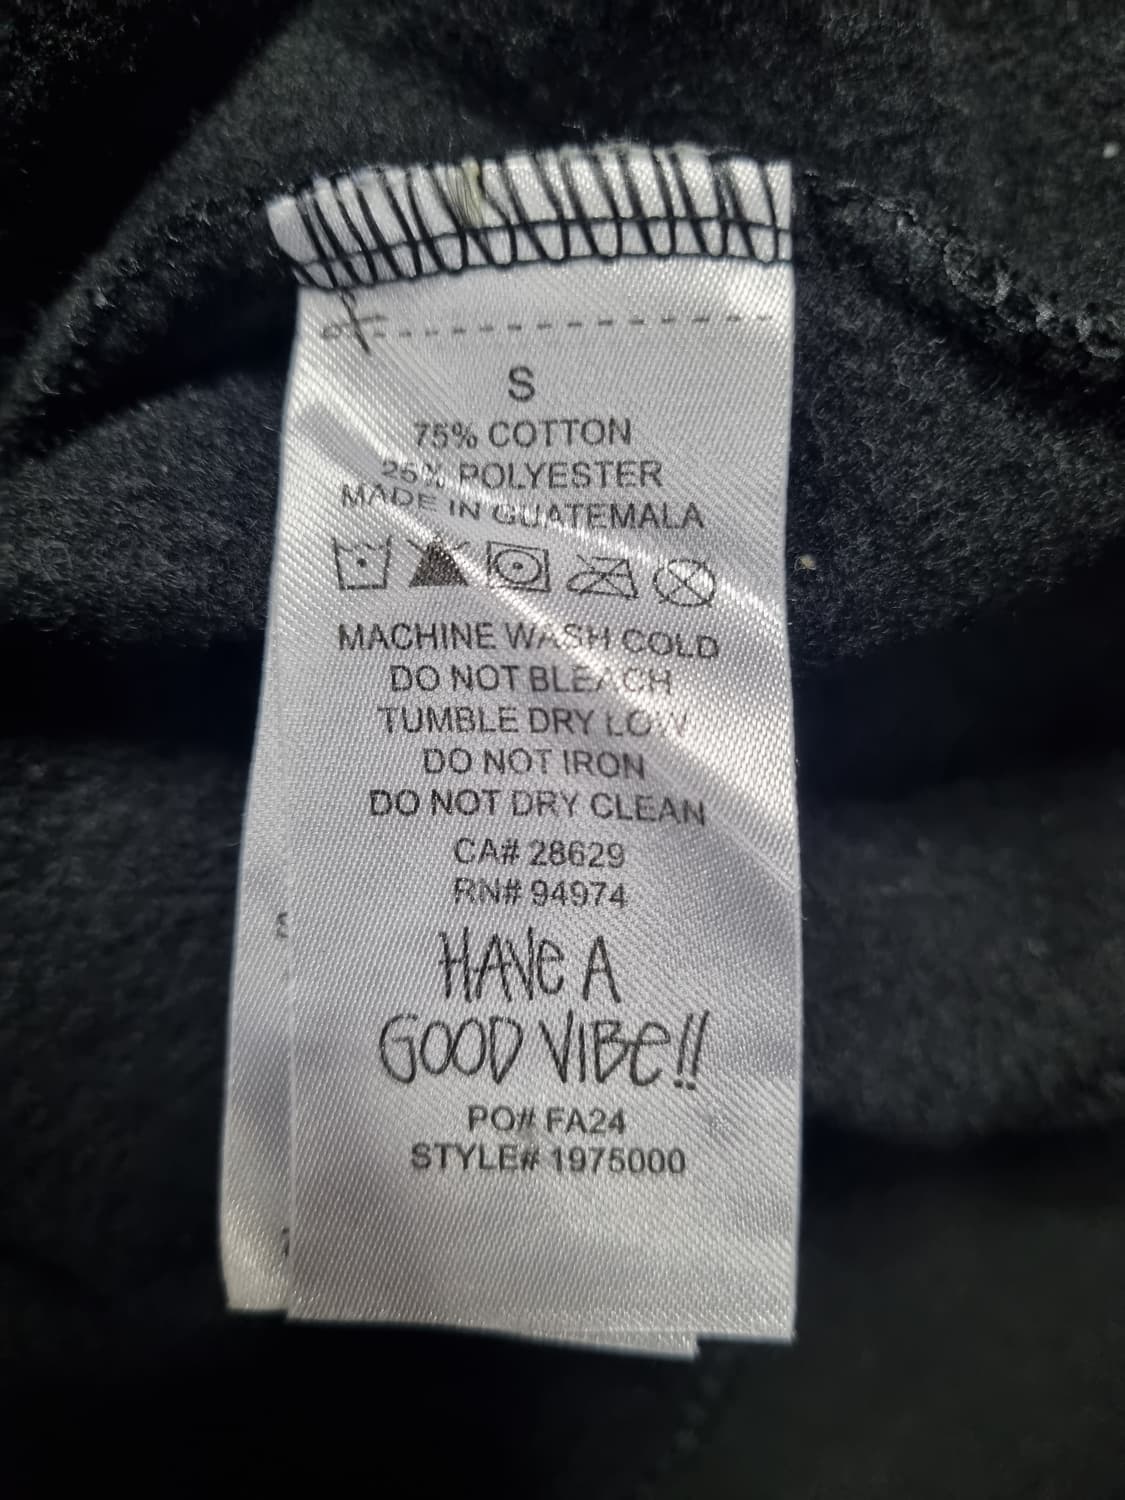 S
75% COTTON
25% POLYESTER
MADE IN GUATEMALA
MACHINE WASH COLD
DO NOT BLEACH
TUMBLE DRY LOW
DO NOT IRON
DO NOT DRY CLEAN
CA# 28629
RN# 94974
HAVE A
GOOD VIBE!!
PO# FA24
STYLE# 1975000